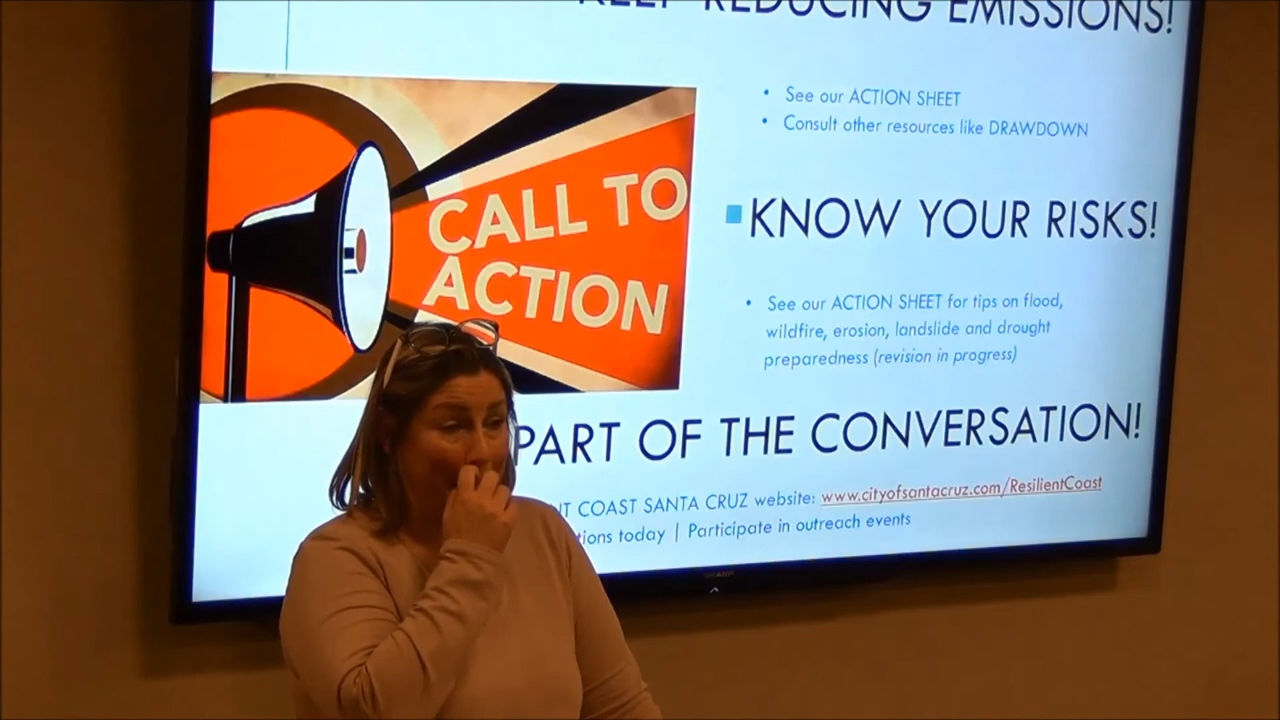 KEEP REDUCING EMISSIONS!
• See our ACTION SHEET
• Consult other resources like DRAWDOWN
CALL TO
ACTION
KNOW YOUR RISKS!
• See our ACTION SHEET for tips on flood,
wildfire, erosion, landslide and drought
preparedness (revision in progress)
PART OF THE CONVERSATION!
COAST SANTA CRUZ website: www.cityofsantacruz.com/ResilientCoast
today | Participate in outreach events
SHARP